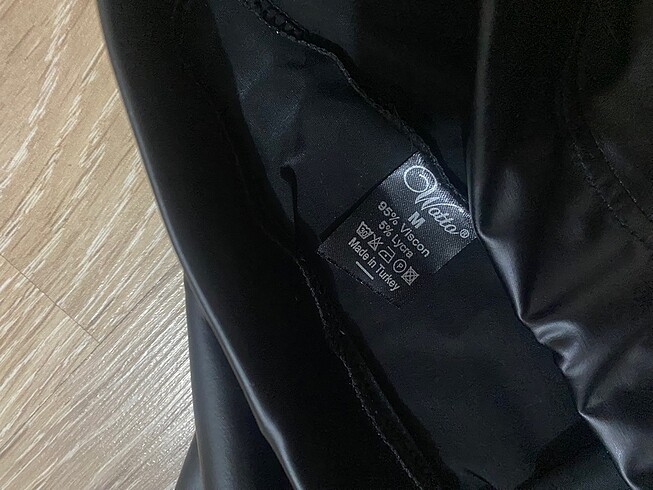 Watto®
M
95% Viscon
5% Lycra
Made in Turkey